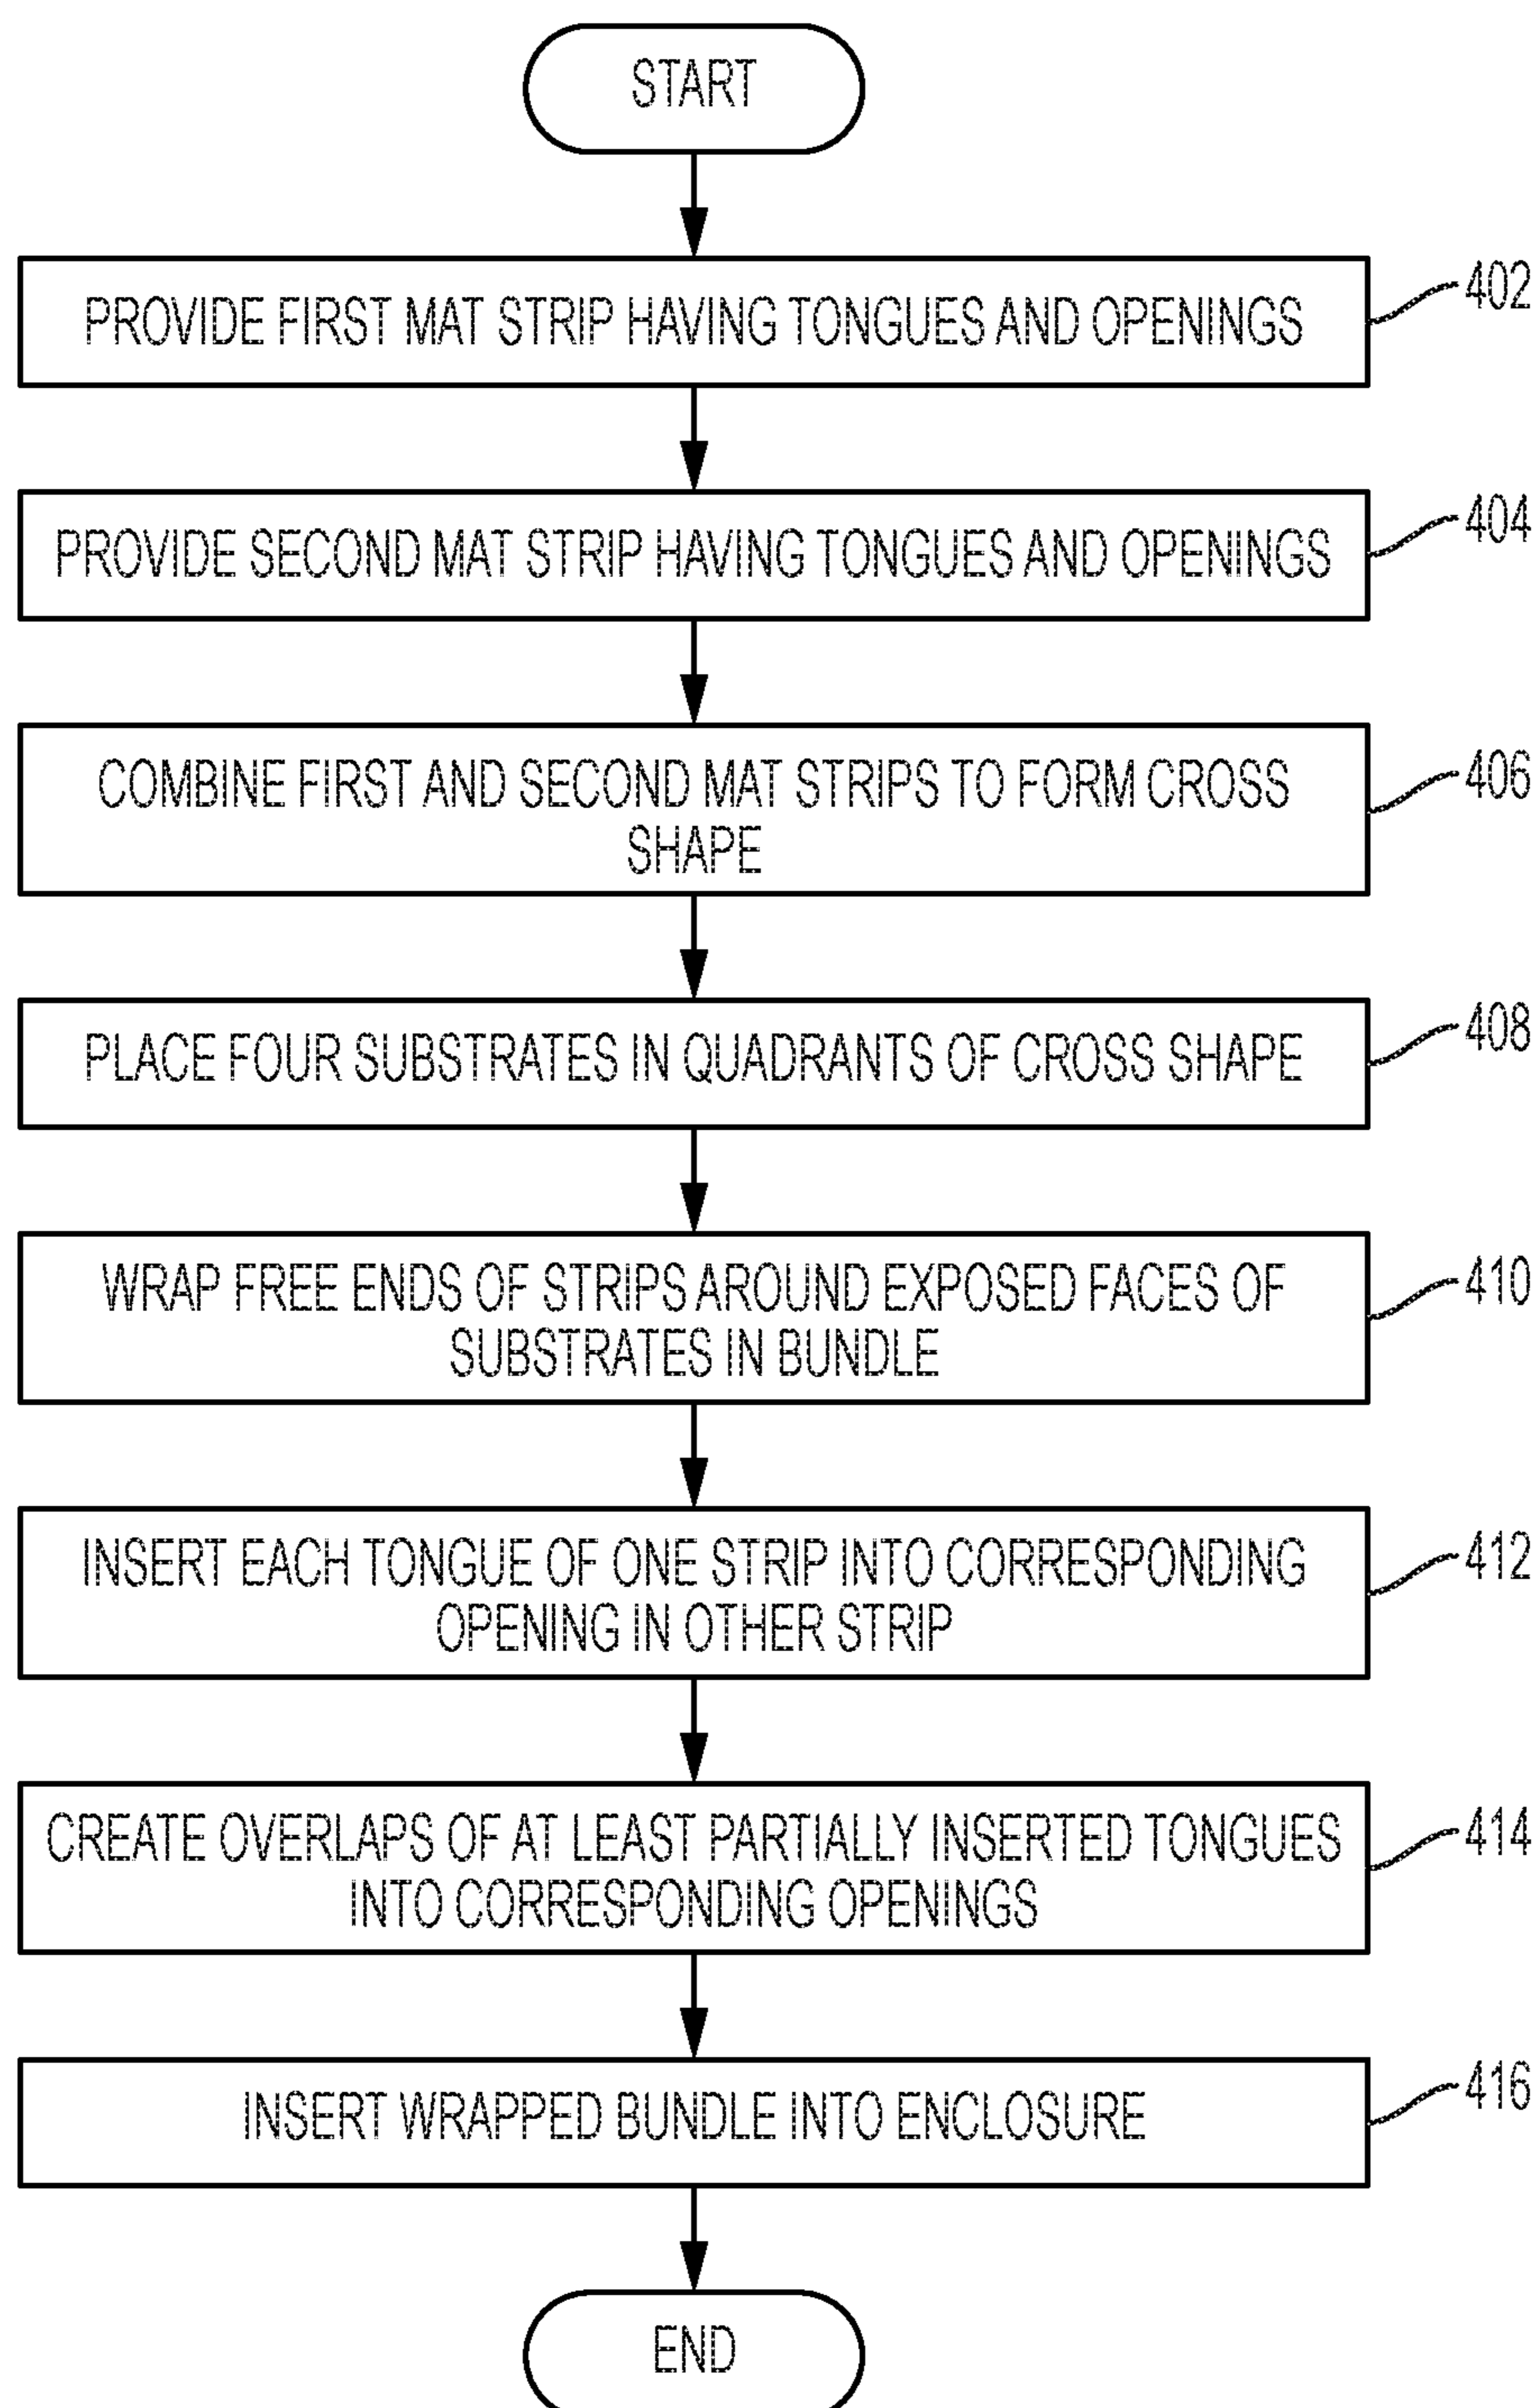 START
PROVIDE FIRST MAT STRIP HAVING TONGUES AND OPENINGS
402
PROVIDE SECOND MAT STRIP HAVING TONGUES AND OPENINGS
404
COMBINE FIRST AND SECOND MAT STRIPS TO FORM CROSS
SHAPE
406
PLACE FOUR SUBSTRATES IN QUADRANTS OF CROSS SHAPE
408
WRAP FREE ENDS OF STRIPS AROUND EXPOSED FACES OF
SUBSTRATES IN BUNDLE
410
INSERT EACH TONGUE OF ONE STRIP INTO CORRESPONDING
OPENING IN OTHER STRIP
412
CREATE OVERLAPS OF AT LEAST PARTIALLY INSERTED TONGUES
INTO CORRESPONDING OPENINGS
414
INSERT WRAPPED BUNDLE INTO ENCLOSURE
416
END